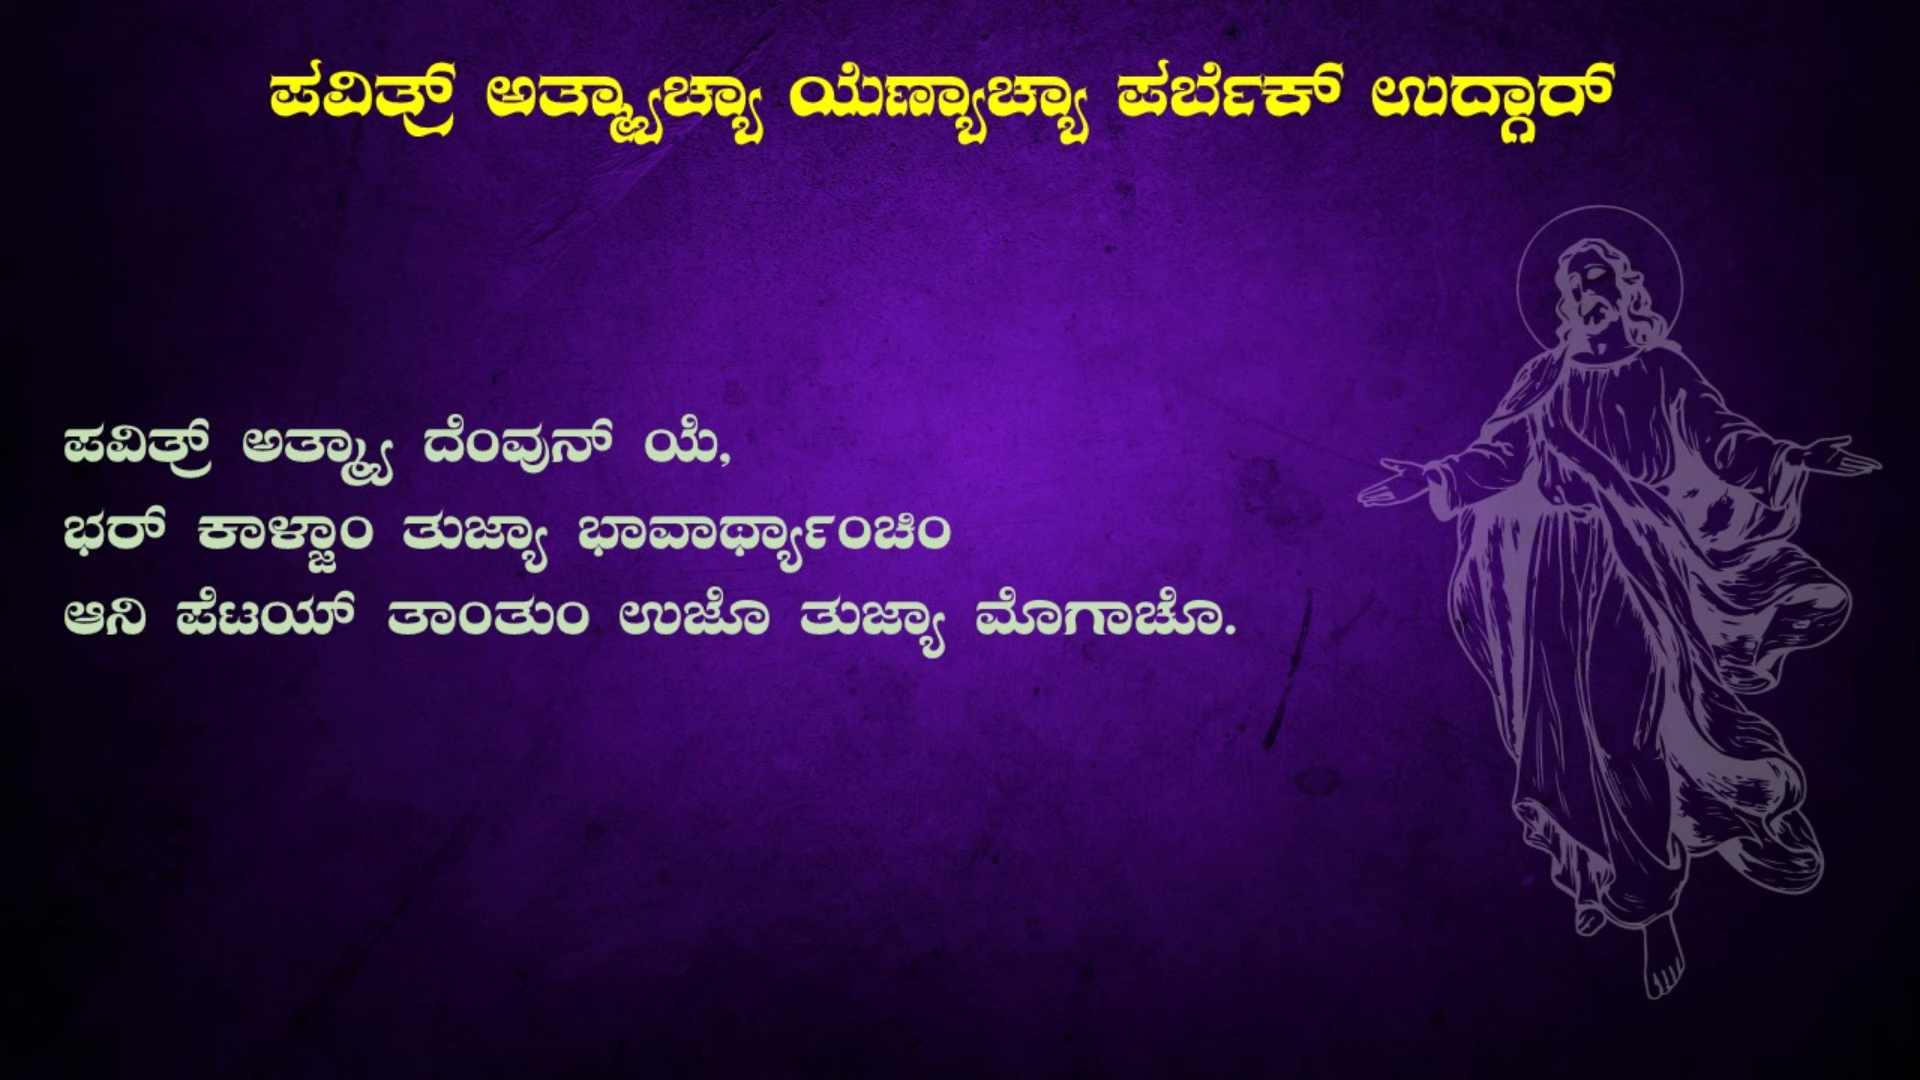 ಪವಿತ್ರ್ ಅತ್ಮ್ಯಾಚ್ಯಾ ಯೆಣ್ಯಾಚ್ಯಾ ಪರ್ಬೆಕ್ ಉದ್ಗಾರ್
ಪವಿತ್ರ್ ಅತ್ಮ್ಯಾ ದೆಂವುನ್ ಯೆ,
ಭರ್ ಕಾಳ್ಜಾಂ ತುಜ್ಯಾ ಭಾವಾರ್ಥ್ಯಾಂಚಿಂ
ಆನಿ ಪೆಟಯ್ ತಾಂತುಂ ಉಜೊ ತುಜ್ಯಾ ಮೊಗಾಚೊ.